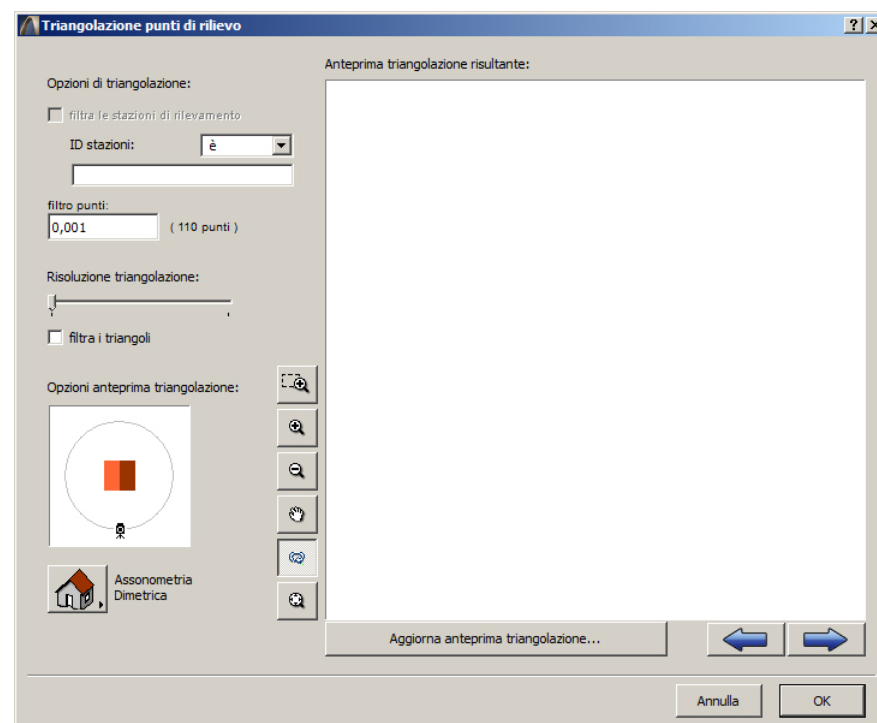 Triangolazione punti di rilievo
Anteprima triangolazione risultante:
Opzioni di triangolazione:
filtra le stazioni di rilevamento
ID stazioni: è
filtro punti:
0,001 ( 110 punti )
Risoluzione triangolazione:
filtra i triangoli
Opzioni anteprima triangolazione:
Assonometria
Dimetrica
Aggiorna anteprima triangolazione...
Annulla OK